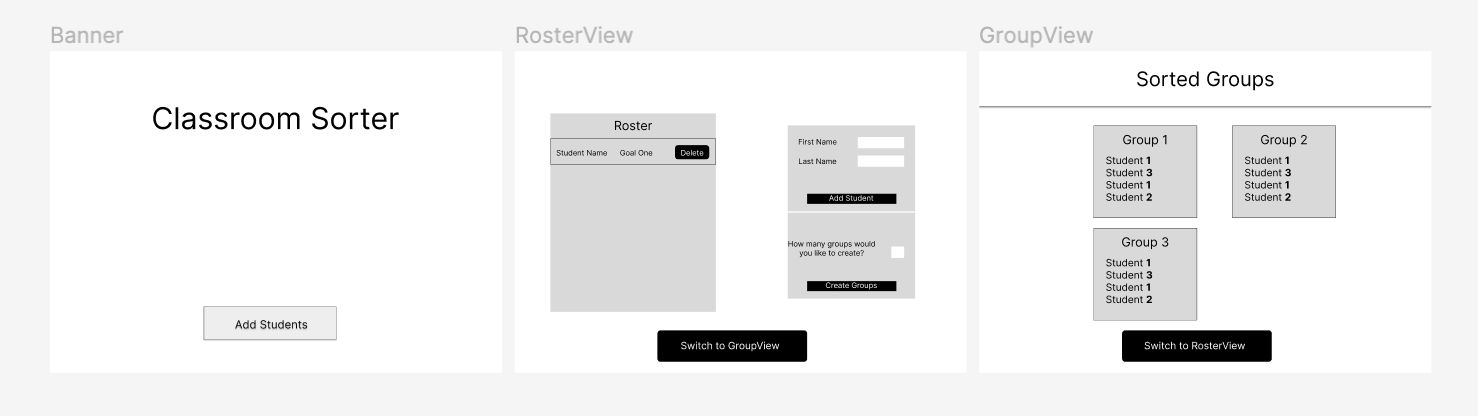 Banner
Classroom Sorter
Add Students
RosterView
Roster
Student Name Goal One Delete
First Name
Last Name
Add Student
How many groups would
you like to create?
Create Groups
Switch to GroupView
GroupView
Sorted Groups
Group 1
Student 1
Student 3
Student 1
Student 2
Group 2
Student 1
Student 3
Student 1
Student 2
Group 3
Student 1
Student 3
Student 1
Student 2
Switch to RosterView